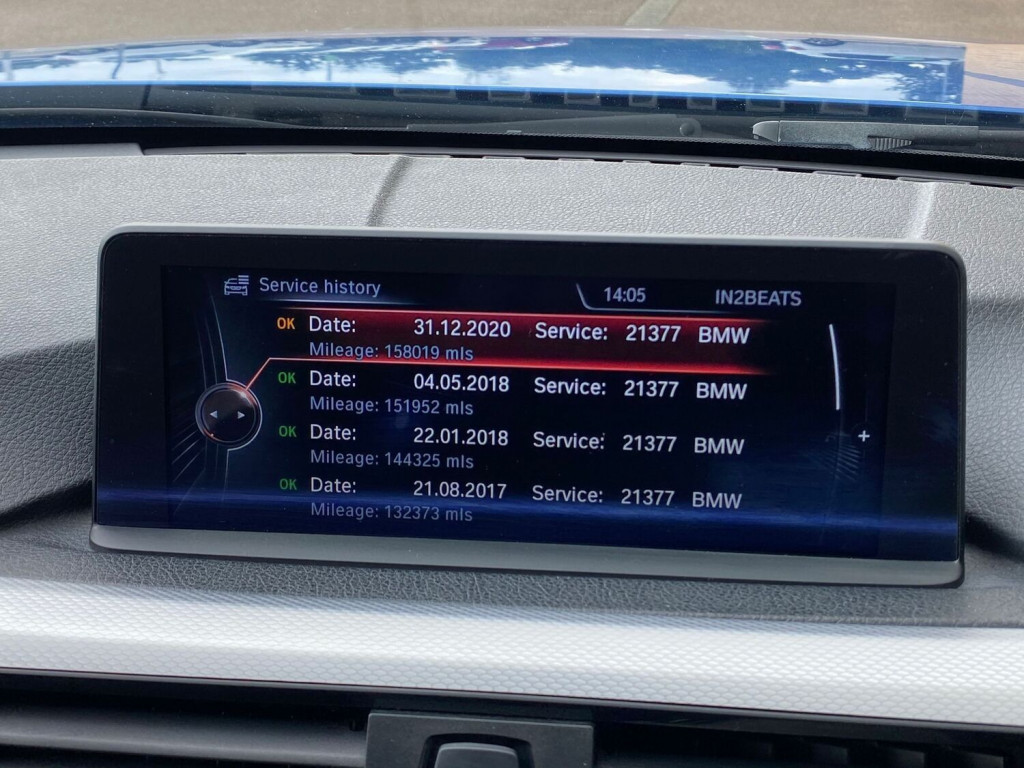 Service history 14:05 IN2BEATS
OK Date: 31.12.2020 Service: 21377 BMW
Mileage: 158019 mls
OK Date: 04.05.2018 Service: 21377 BMW
Mileage: 151952 mls
OK Date: 22.01.2018 Service: 21377 BMW
Mileage: 144325 mls
OK Date: 21.08.2017 Service: 21377 BMW
Mileage: 132373 mls